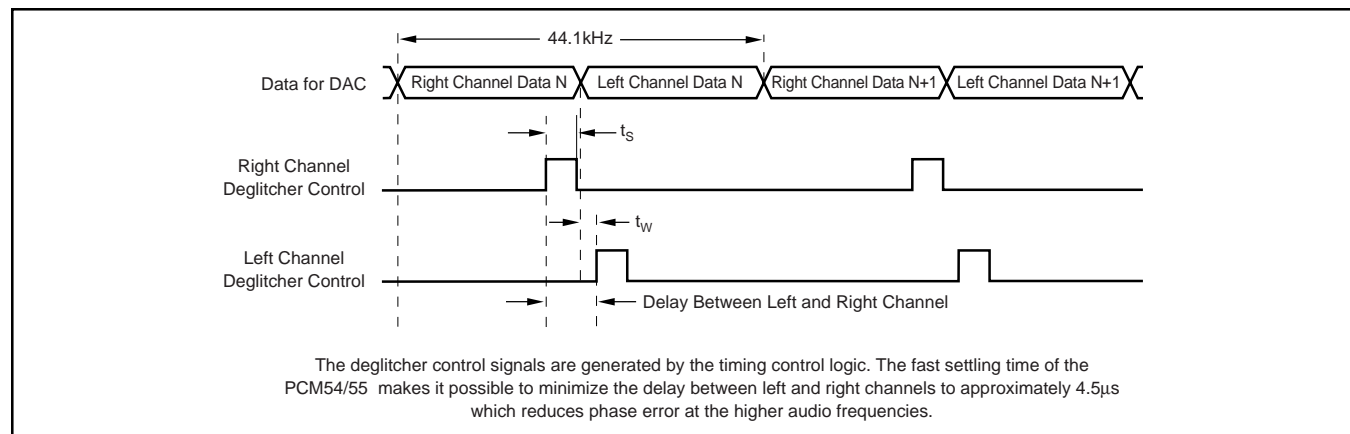 44.1kHz
Data for DAC
Right Channel Data N
Left Channel Data N
Right Channel Data N+1
Left Channel Data N+1
tS
Right Channel
Deglitcher Control
tW
Left Channel
Deglitcher Control
Delay Between Left and Right Channel
The deglitcher control signals are generated by the timing control logic. The fast settling time of the
PCM54/55 makes it possible to minimize the delay between left and right channels to approximately 4.5µs
which reduces phase error at the higher audio frequencies.